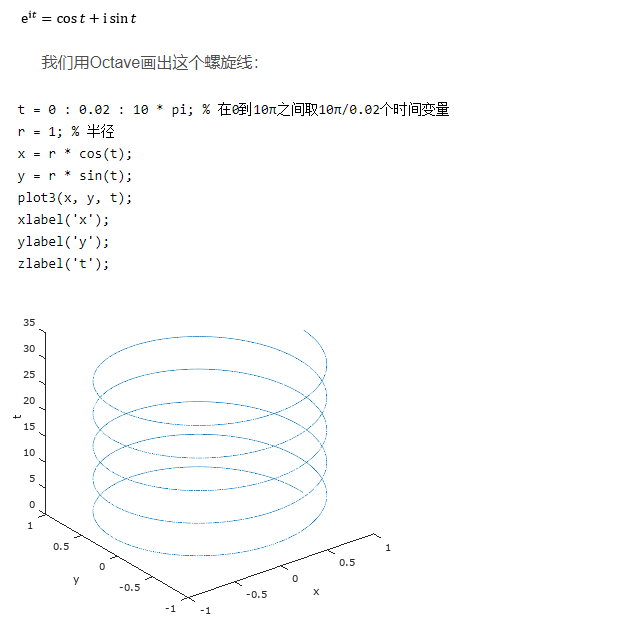 e^{it} = cos t + i sin t
我们用Octave画出这个螺旋线：
t = 0 : 0.02 : 10 * pi; % 在0到10π之间取10π/0.02个时间变量
r = 1; % 半径
x = r * cos(t);
y = r * sin(t);
plot3(x, y, t);
xlabel('x');
ylabel('y');
zlabel('t');
35
30
25
20
15
10
5
0
t
1
0.5
0
-0.5
-1
y
-1
-0.5
0
0.5
1
x